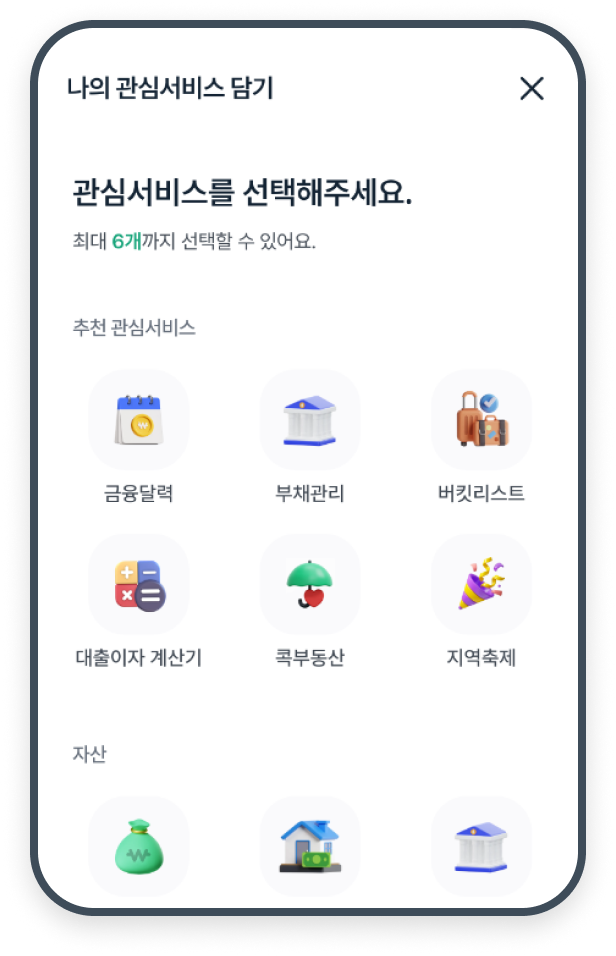 나의 관심서비스 담기
관심서비스를 선택해주세요.
최대 6개까지 선택할 수 있어요.
추천 관심서비스
금융달력
부채관리
버킷리스트
대출이자 계산기
콕부동산
지역축제
자산